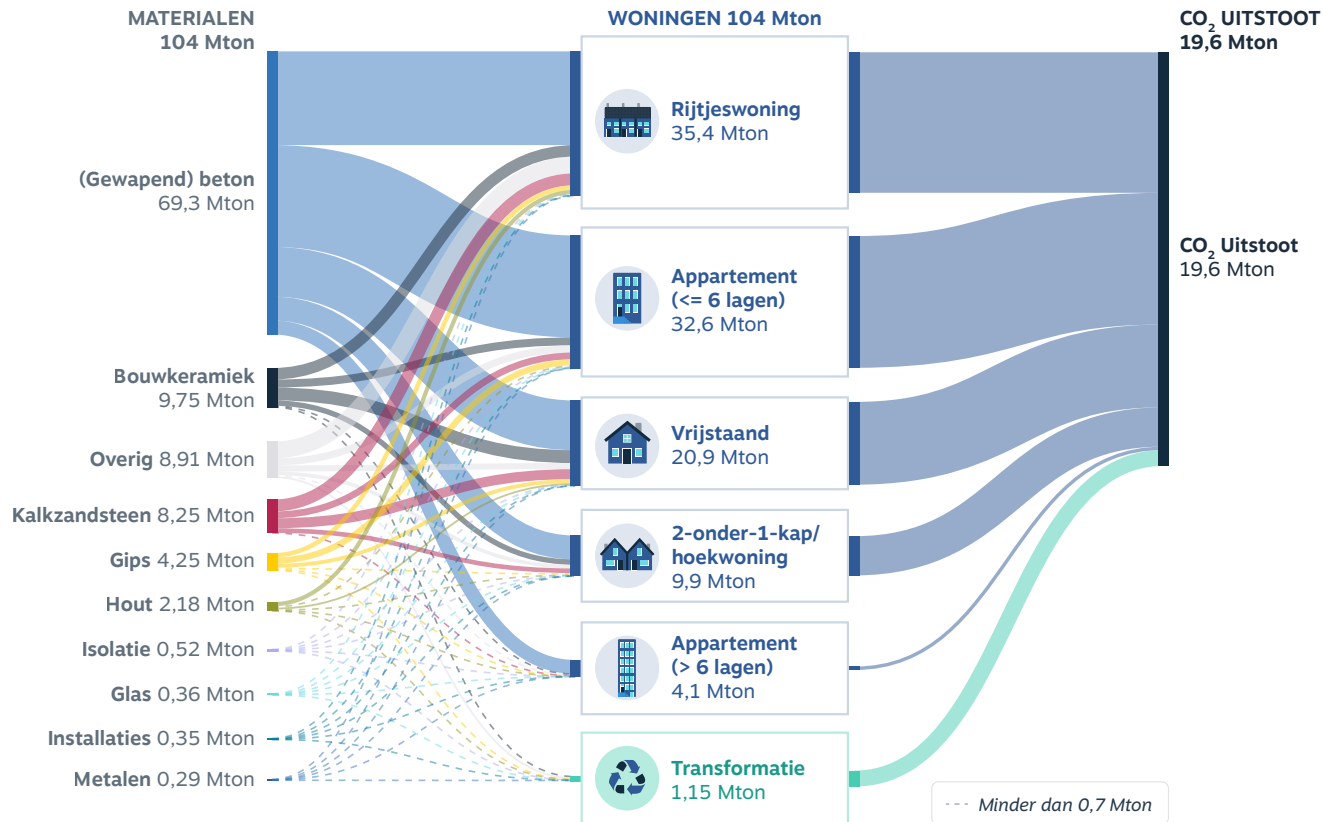 MATERIALEN
104 Mton
(Gewapend) beton
69,3 Mton
Bouwkeramiek
9,75 Mton
Overig 8,91 Mton
Kalkzandsteen 8,25 Mton
Gips 4,25 Mton
Hout 2,18 Mton
Isolatie 0,52 Mton
Glas 0,36 Mton
Installaties 0,35 Mton
Metalen 0,29 Mton
WONINGEN 104 Mton
Rijtjeswoning
35,4 Mton
Appartement
(<= 6 lagen)
32,6 Mton
Vrijstaand
20,9 Mton
2-onder-1-kap/
hoekwoning
9,9 Mton
Appartement
(> 6 lagen)
4,1 Mton
Transformatie
1,15 Mton
CO₂ UITSTOOT
19,6 Mton
CO₂ Uitstoot
19,6 Mton
Minder dan 0,7 Mton